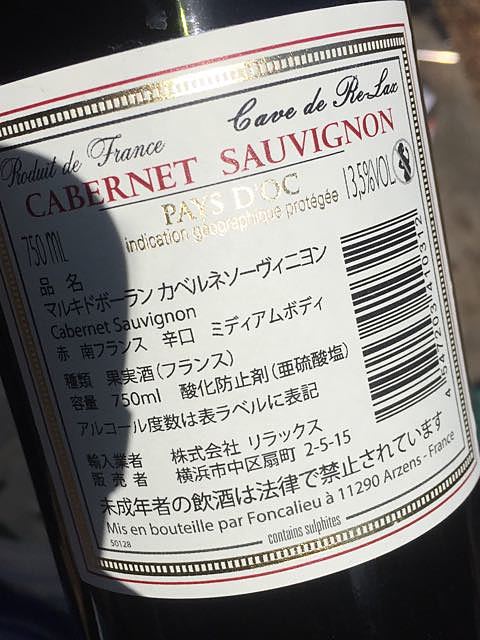 Cave de Re-Lax
Produit de France
CABERNET SAUVIGNON
PAYS D'OC
indication géographique protégée
750 ML
13,5%VOL
品名
マルキドボーラン カベルネソーヴィニヨン
Cabernet Sauvignon
赤 南フランス 辛口 ミディアムボディ
種類 果実酒(フランス)
容量 750ml 酸化防止剤(亜硫酸塩)
アルコール度数は表ラベルに表記
輸入業者 株式会社 リラックス
販売者 横浜市中区扇町 2-5-15
未成年者の飲酒は法律で禁止されています
Mis en bouteille par Foncalieu à 11290 Arzens - France
50128
contains sulphites